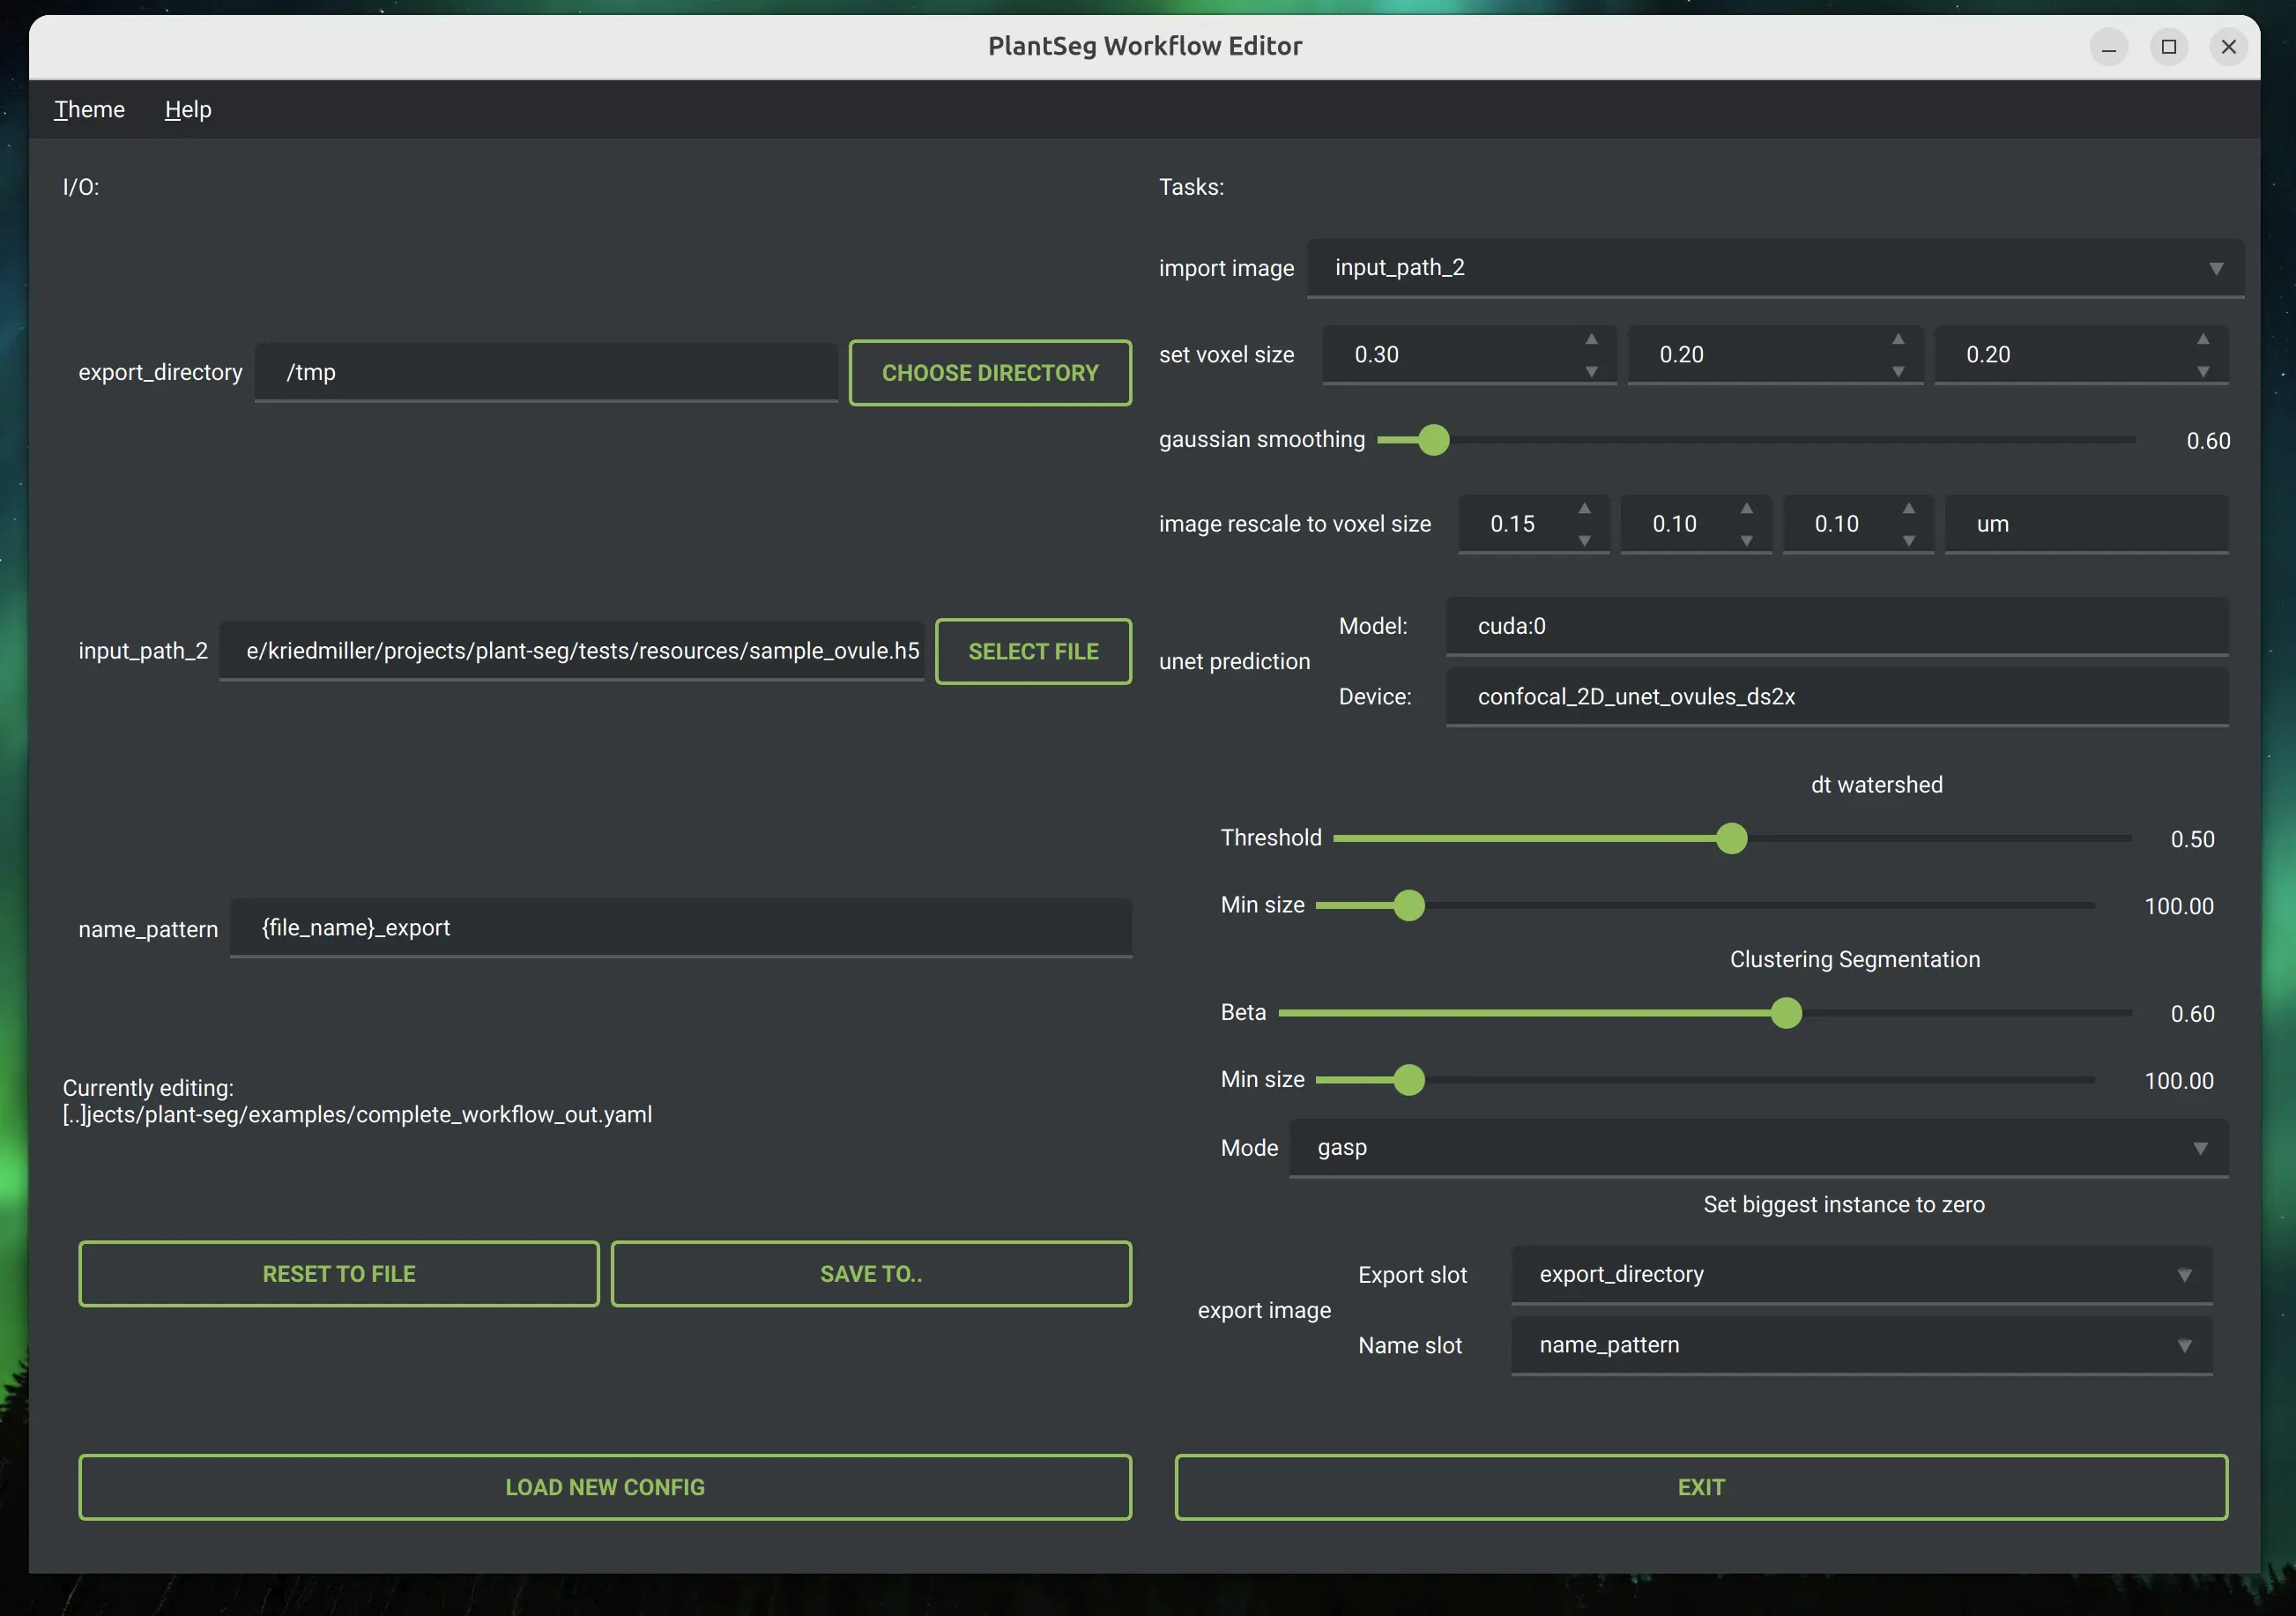 PlantSeg Workflow Editor
Theme Help
I/O:
export_directory /tmp CHOOSE DIRECTORY
input_path_2 e/kriedmiller/projects/plant-seg/tests/resources/sample_ovule.h5 SELECT FILE
name_pattern {file_name}_export
Currently editing:
[..]jects/plant-seg/examples/complete_workflow_out.yaml
RESET TO FILE SAVE TO..
LOAD NEW CONFIG
Tasks:
import image input_path_2
set voxel size 0.30 0.20 0.20
gaussian smoothing 0.60
image rescale to voxel size 0.15 0.10 0.10 um
unet prediction
Model: cuda:0
Device: confocal_2D_unet_ovules_ds2x
dt watershed
Threshold 0.50
Min size 100.00
Clustering Segmentation
Beta 0.60
Min size 100.00
Mode gasp
Set biggest instance to zero
export image
Export slot export_directory
Name slot name_pattern
EXIT